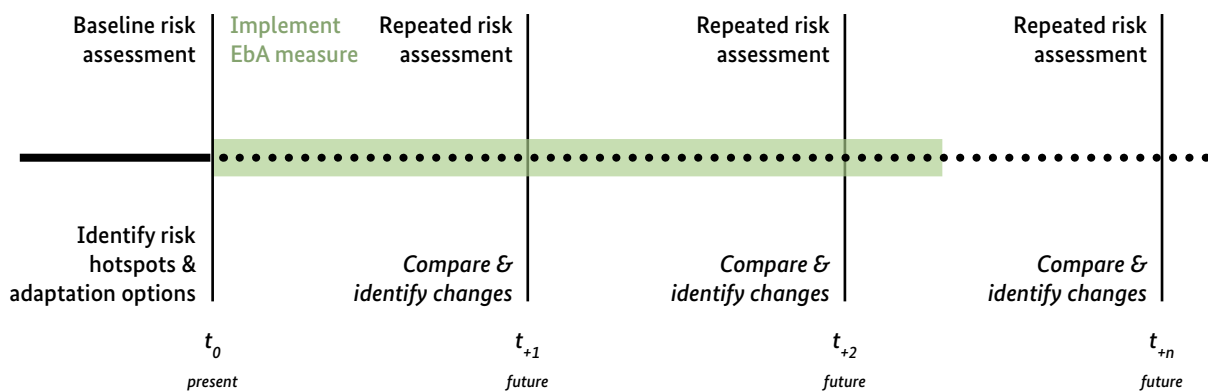 Baseline risk
assessment
Implement
EbA measure
Repeated risk
assessment
Repeated risk
assessment
Repeated risk
assessment
Identify risk
hotspots &
adaptation options
Compare &
identify changes
Compare &
identify changes
Compare &
identify changes
t0
present
t+1
future
t+2
future
t+n
future